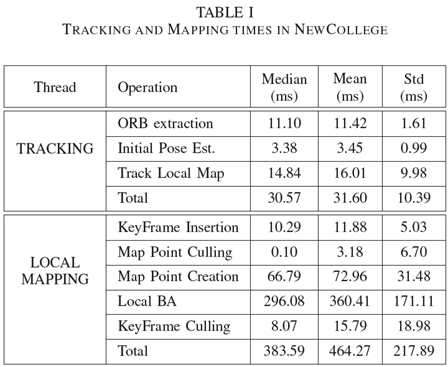 TABLE I
TRACKING AND MAPPING TIMES IN NEWCOLLEGE
Thread Operation Median (ms) Mean (ms) Std (ms)
TRACKING ORB extraction 11.10 11.42 1.61
Initial Pose Est. 3.38 3.45 0.99
Track Local Map 14.84 16.01 9.98
Total 30.57 31.60 10.39
LOCAL MAPPING KeyFrame Insertion 10.29 11.88 5.03
Map Point Culling 0.10 3.18 6.70
Map Point Creation 66.79 72.96 31.48
Local BA 296.08 360.41 171.11
KeyFrame Culling 8.07 15.79 18.98
Total 383.59 464.27 217.89